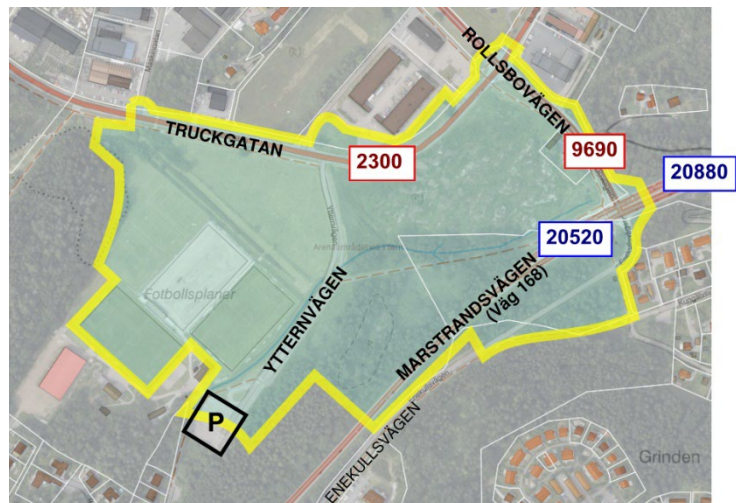 ROLLSBOVÄGEN
TRUCKGATAN
2300
9690
20880
20520
Fotbollsplaner
YTTERNVÄGEN
MARSTRANDSVÄGEN
(Väg 168)
P
ENEKULLSVÄGEN
Grinden